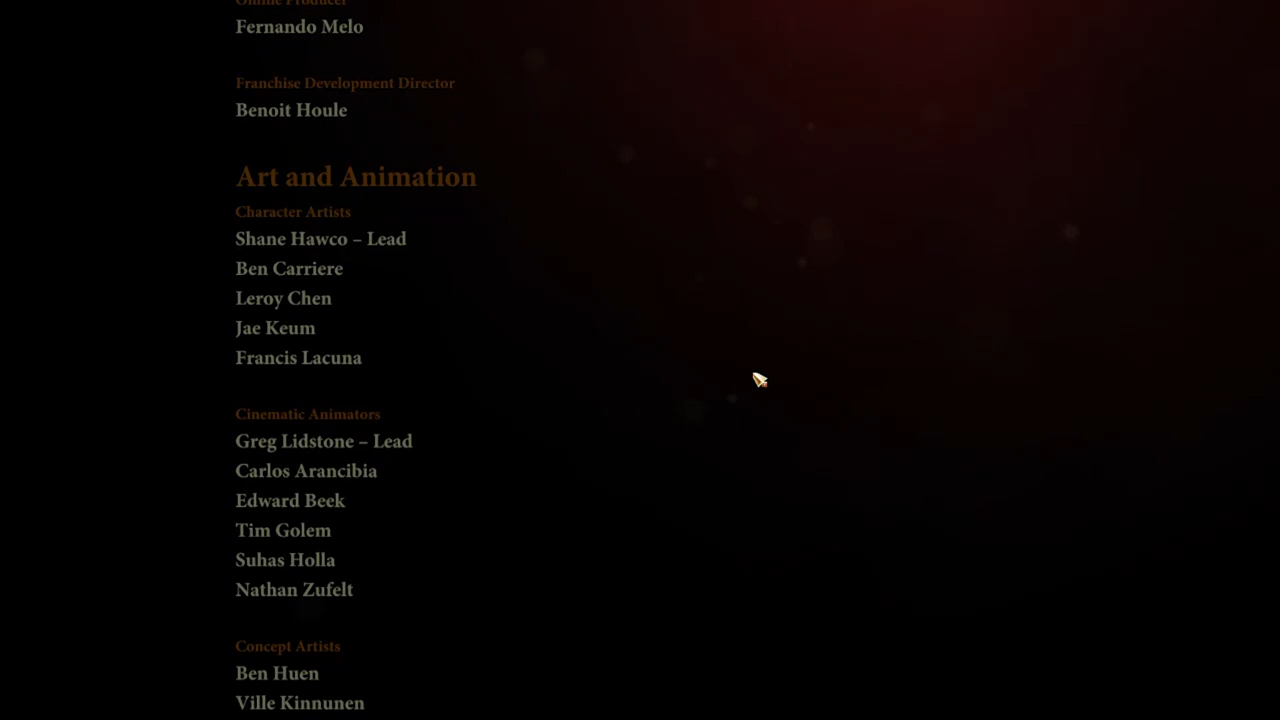 Online Producer
Fernando Melo
Franchise Development Director
Benoit Houle
Art and Animation
Character Artists
Shane Hawco – Lead
Ben Carriere
Leroy Chen
Jae Keum
Francis Lacuna
Cinematic Animators
Greg Lidstone – Lead
Carlos Arancibia
Edward Beek
Tim Golem
Suhas Holla
Nathan Zufelt
Concept Artists
Ben Huen
Ville Kinnunen